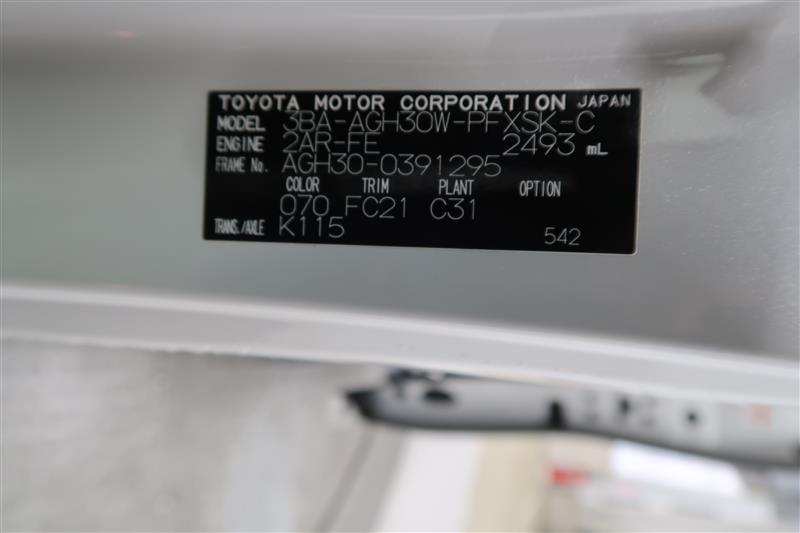 TOYOTA MOTOR CORPORATION JAPAN
MODEL 3BA-AGH30W-PFXSK-C
ENGINE 2AR-FE 2493 mL
FRAME No. AGH30-0391295
COLOR TRIM PLANT OPTION
070 FC21 C31
TRANS./AXLE K115 542